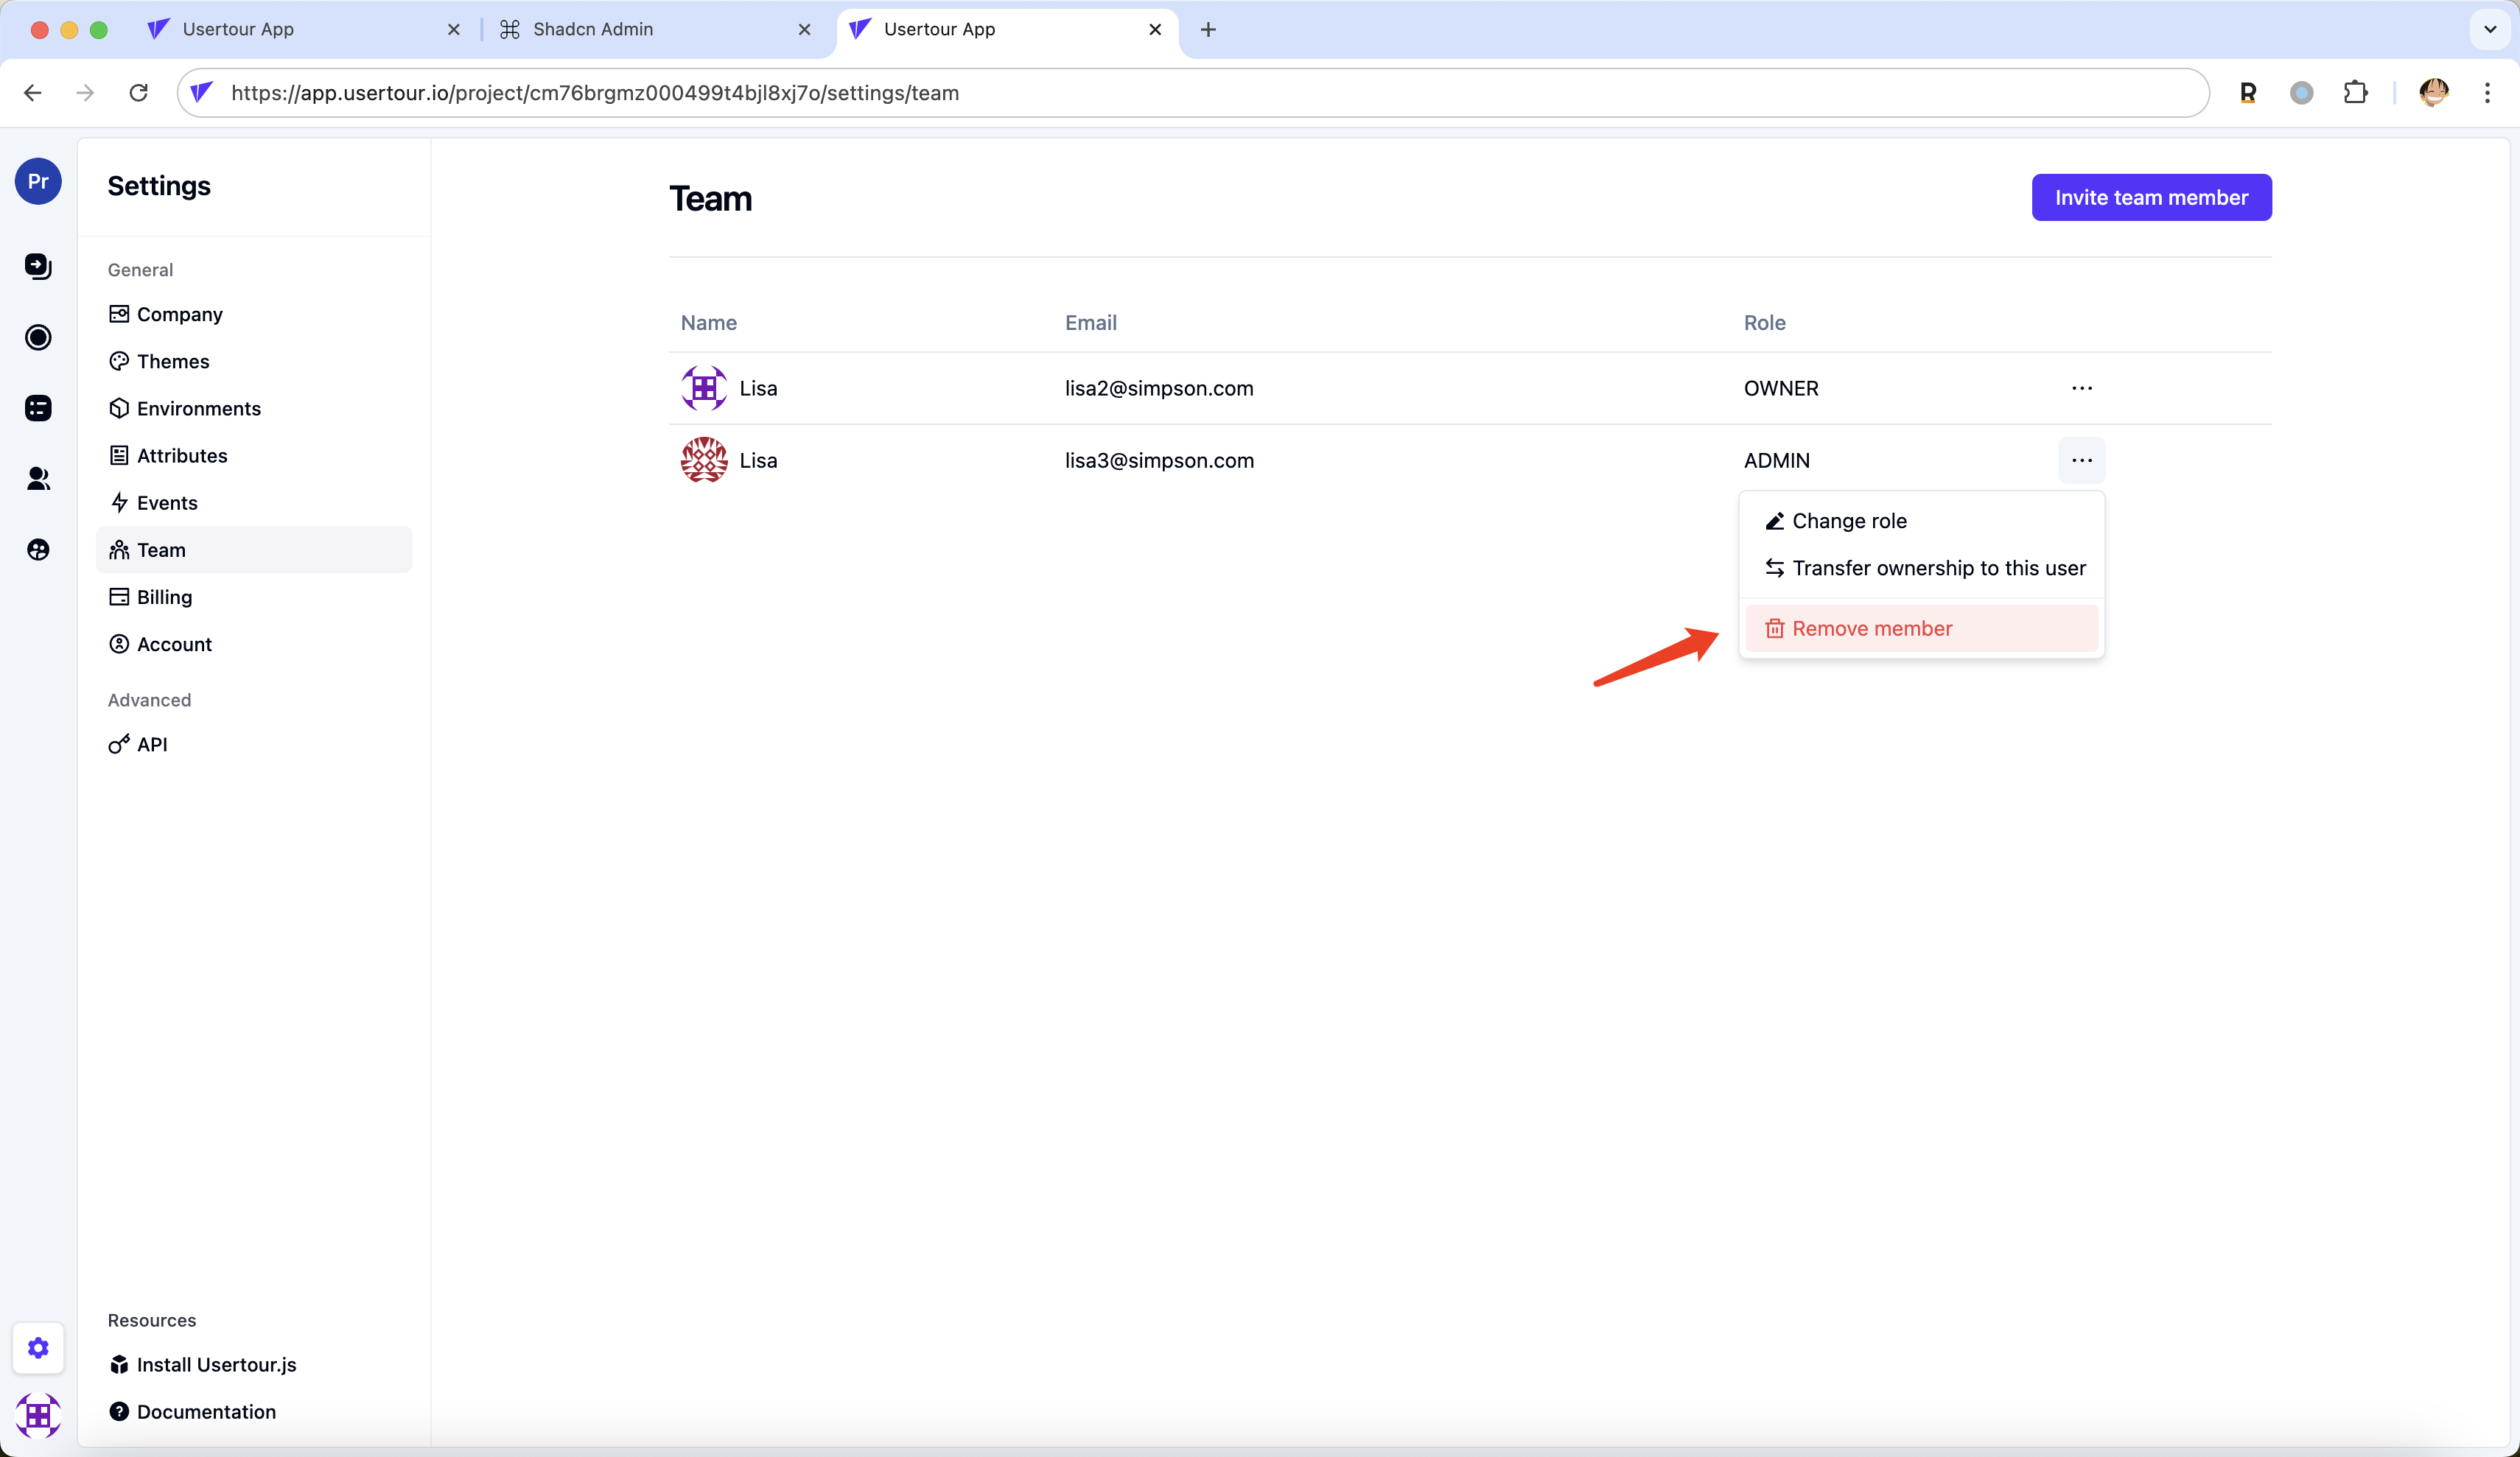 Usertour App
Shadcn Admin
Usertour App
https://app.usertour.io/project/cm76brgmz000499t4bjl8xj7o/settings/team
R
Pr
Settings
General
Company
Themes
Environments
Attributes
Events
Team
Billing
Account
Advanced
API
Resources
Install Usertour.js
Documentation
Team
Invite team member
Name Email Role
Lisa lisa2@simpson.com OWNER
Lisa lisa3@simpson.com ADMIN
Change role
Transfer ownership to this user
Remove member